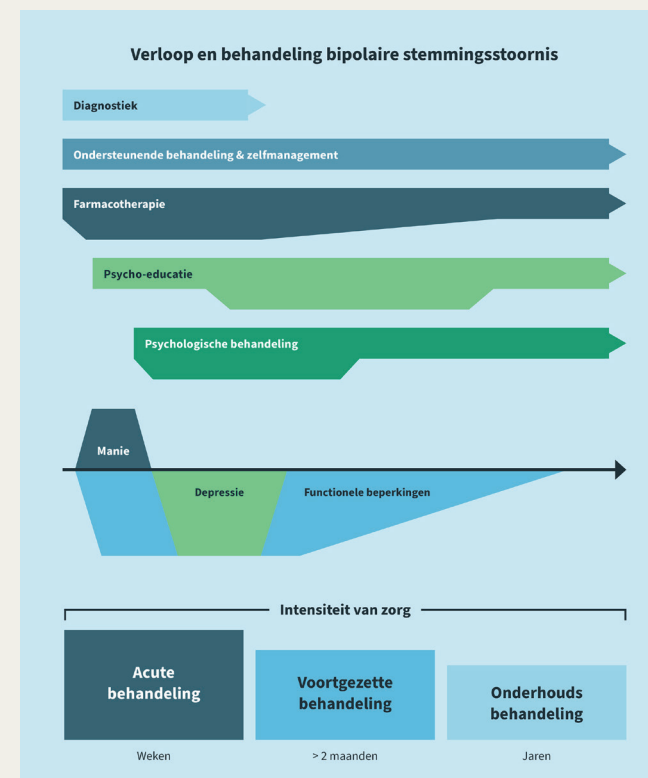 Verloop en behandeling bipolaire stemmingsstoornis
Diagnostiek
Ondersteunende behandeling & zelfmanagement
Farmacotherapie
Psycho-educatie
Psychologische behandeling
Manie
Depressie
Functionele beperkingen
Intensiteit van zorg
Acute
behandeling
Voortgezette
behandeling
Onderhouds
behandeling
Weken
> 2 maanden
Jaren